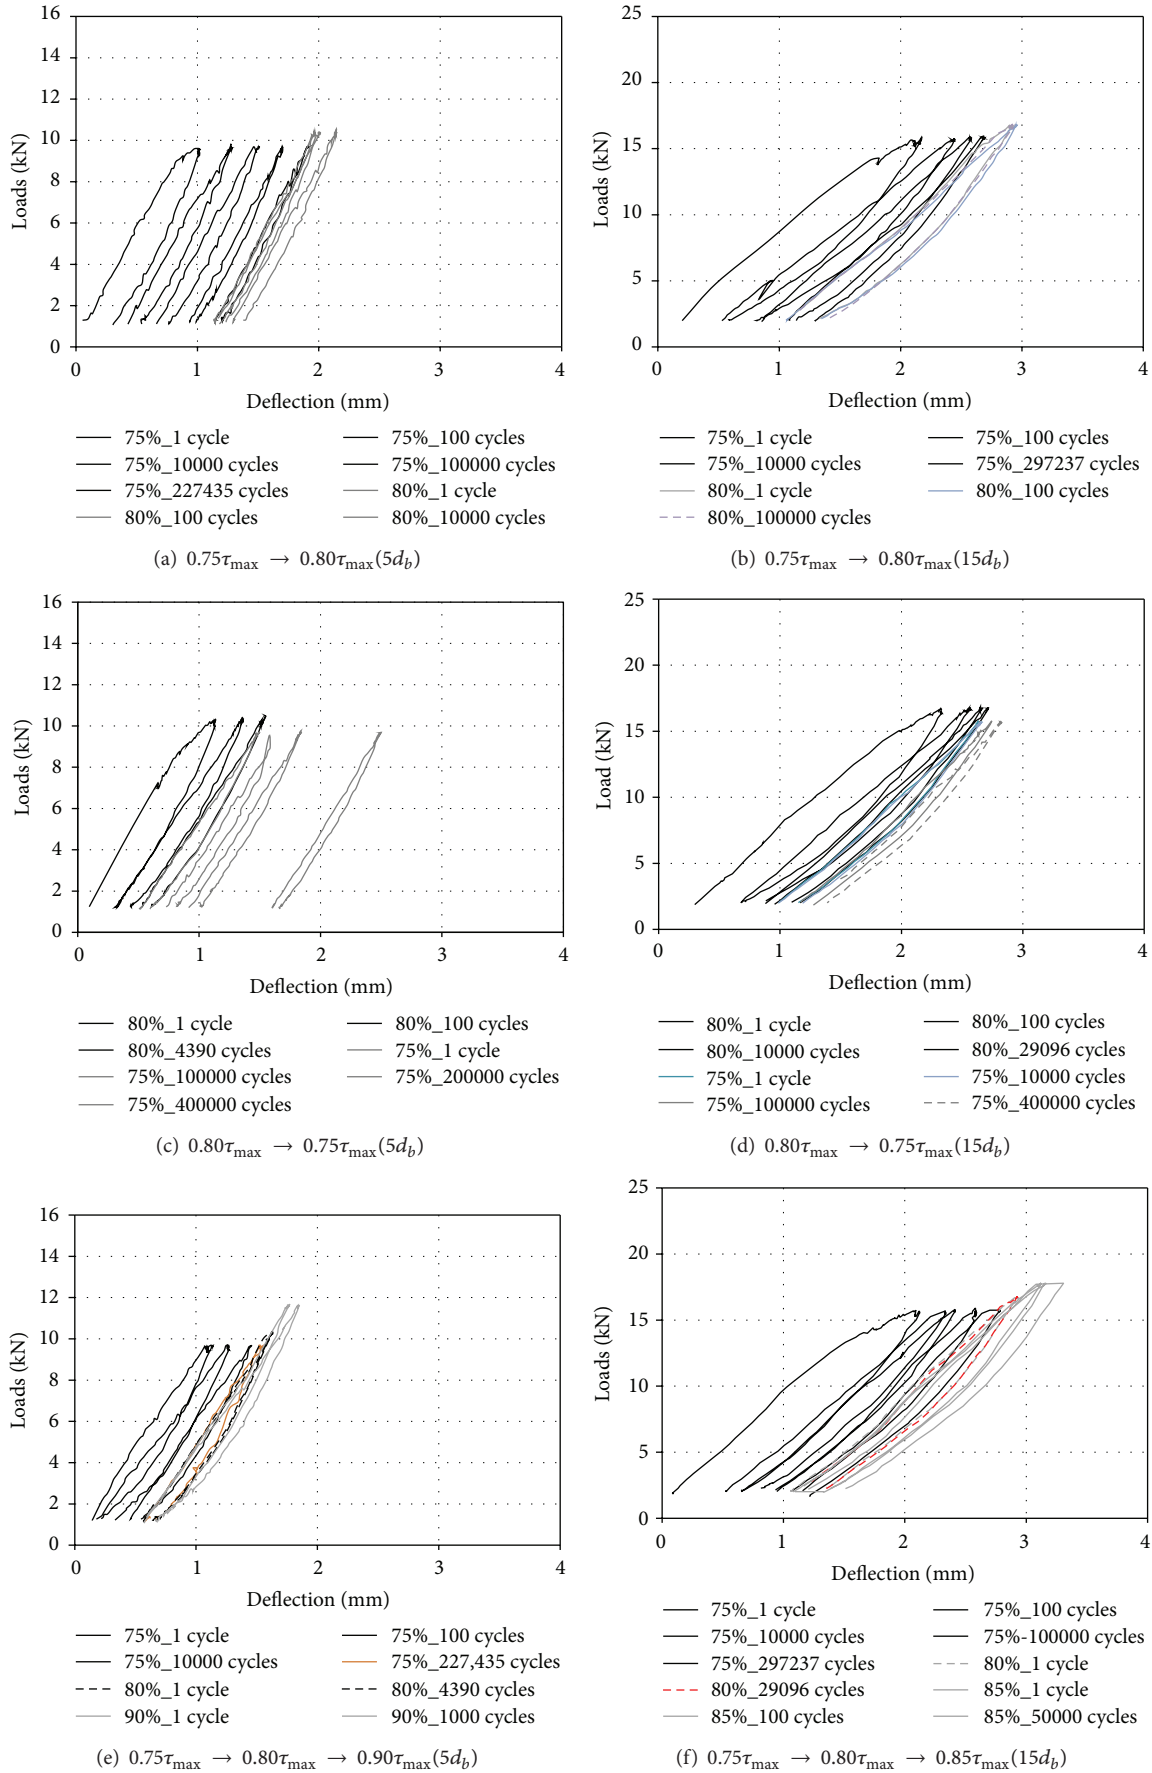 16
14
12
10
8
6
4
2
0
Loads (kN)
0 1 2 3 4
Deflection (mm)
75%_1 cycle
75%_100 cycles
75%_10000 cycles
75%_100000 cycles
75%_227435 cycles
80%_1 cycle
80%_100 cycles
80%_10000 cycles
(a) 0.75τmax → 0.80τmax(5db)
25
20
15
10
5
0
Loads (kN)
0 1 2 3 4
Deflection (mm)
75%_1 cycle
75%_100 cycles
75%_10000 cycles
75%_297237 cycles
80%_1 cycle
80%_100 cycles
80%_100000 cycles
(b) 0.75τmax → 0.80τmax(15db)
16
14
12
10
8
6
4
2
0
Loads (kN)
0 1 2 3 4
Deflection (mm)
80%_1 cycle
80%_100 cycles
80%_4390 cycles
75%_1 cycle
75%_100000 cycles
75%_200000 cycles
75%_400000 cycles
(c) 0.80τmax → 0.75τmax(5db)
25
20
15
10
5
0
Load (kN)
0 1 2 3 4
Deflection (mm)
80%_1 cycle
80%_100 cycles
80%_10000 cycles
80%_29096 cycles
75%_1 cycle
75%_10000 cycles
75%_100000 cycles
75%_400000 cycles
(d) 0.80τmax → 0.75τmax(15db)
16
14
12
10
8
6
4
2
0
Loads (kN)
0 1 2 3 4
Deflection (mm)
75%_1 cycle
75%_100 cycles
75%_10000 cycles
75%_227,435 cycles
80%_1 cycle
80%_4390 cycles
90%_1 cycle
90%_1000 cycles
(e) 0.75τmax → 0.80τmax → 0.90τmax(5db)
25
20
15
10
5
0
Loads (kN)
0 1 2 3 4
Deflection (mm)
75%_1 cycle
75%_100 cycles
75%_10000 cycles
75%-100000 cycles
75%_297237 cycles
80%_1 cycle
80%_29096 cycles
85%_1 cycle
85%_100 cycles
85%_50000 cycles
(f) 0.75τmax → 0.80τmax → 0.85τmax(15db)